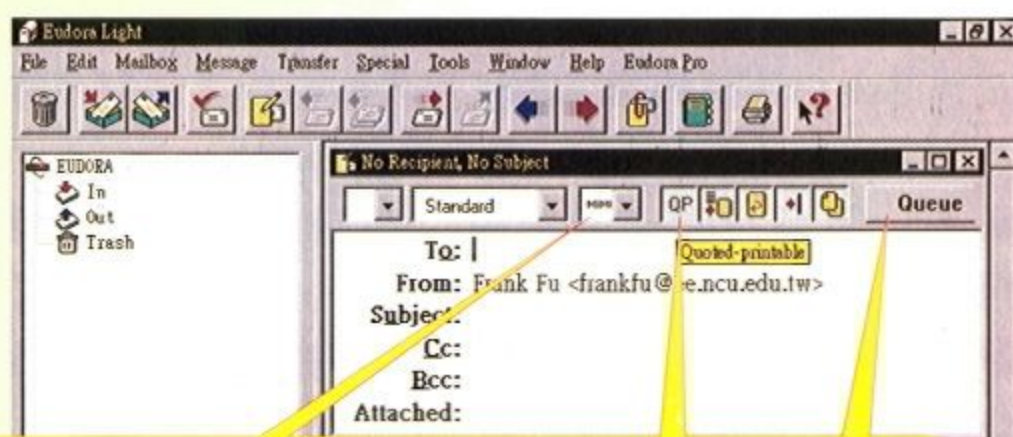 Eudora Light
File Edit Mailbox Message Transfer Special Tools Window Help Eudora Pro
EUDORA
In
Out
Trash
No Recipient, No Subject
Standard MIME QP Queue
To:
Quoted-printable
From: Frank Fu <frankfu@ee.ncu.edu.tw>
Subject:
Cc:
Bcc:
Attached: